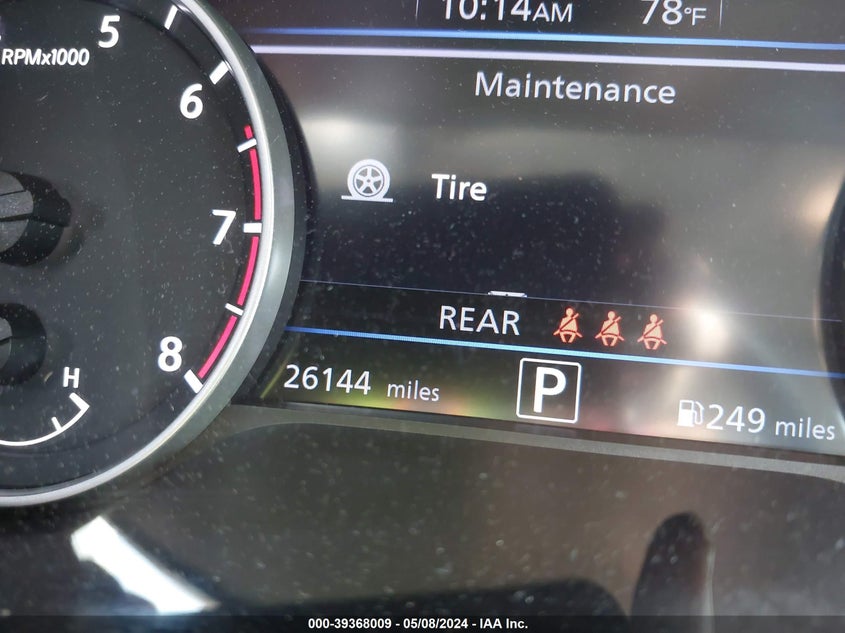 10:14AM 78°F
5
RPMx1000
Maintenance
6
Tire
7
REAR
8
H
26144 miles
P
249 miles
000-39368009 - 05/08/2024 - IAA Inc.